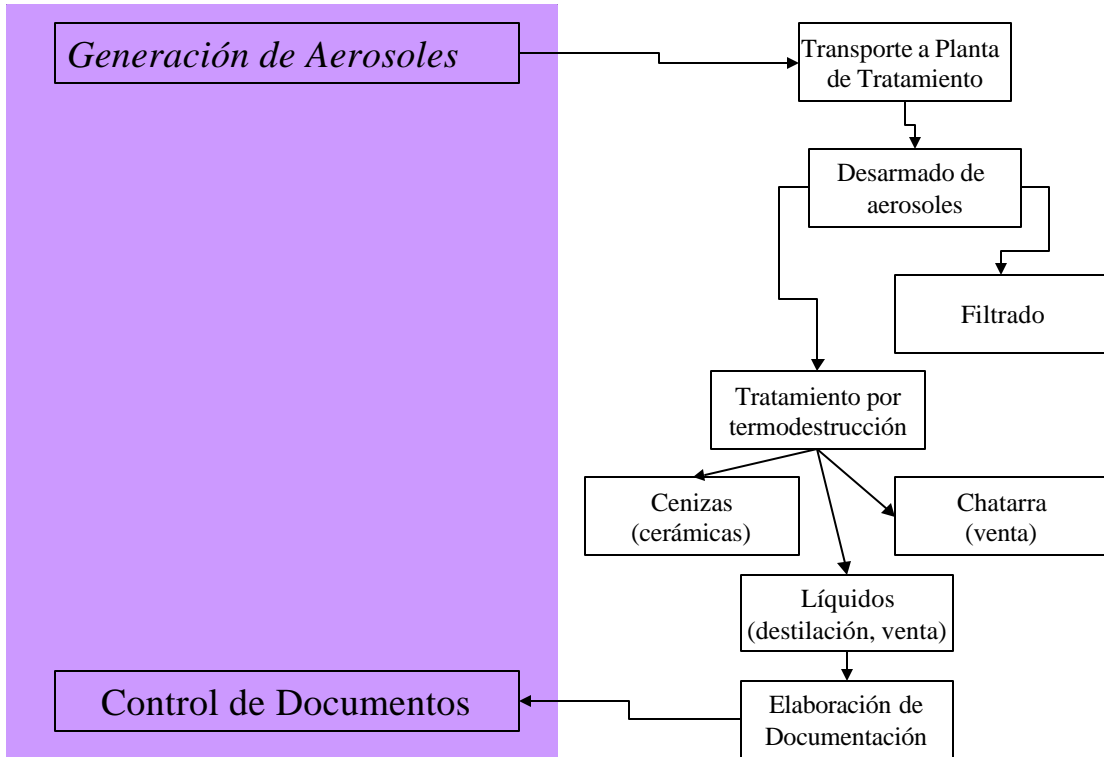 Generación de Aerosoles
Transporte a Planta
de Tratamiento
Desarmado de
aerosoles
Filtrado
Tratamiento por
termodestrucción
Cenizas
(cerámicas)
Chatarra
(venta)
Líquidos
(destilación, venta)
Control de Documentos
Elaboración de
Documentación